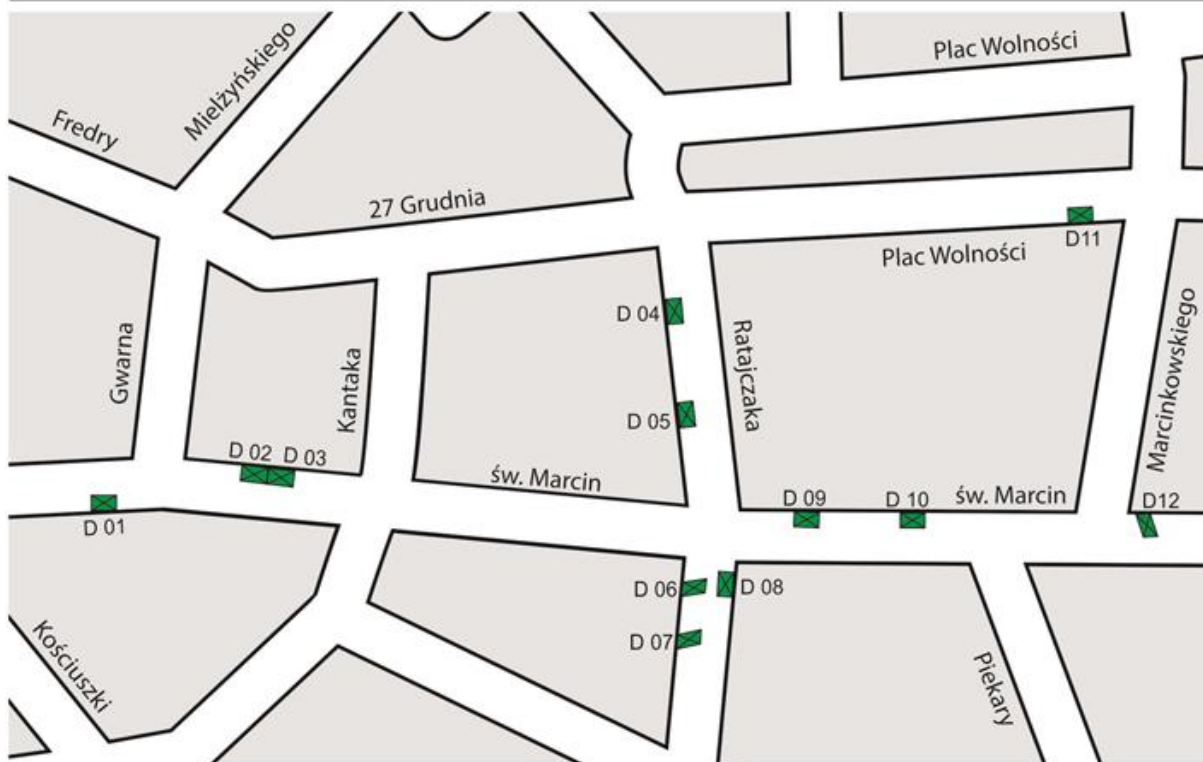 Plac Wolności
Mielżyńskiego
Fredry
27 Grudnia
D11
Plac Wolności
D 04
Gwarna
Kantaka
Ratajczaka
Marcinkowskiego
D 05
D 02
D 03
św. Marcin
D 09
D 10
św. Marcin
D12
D 01
D 06
D 08
D 07
Kościuszki
Piekary